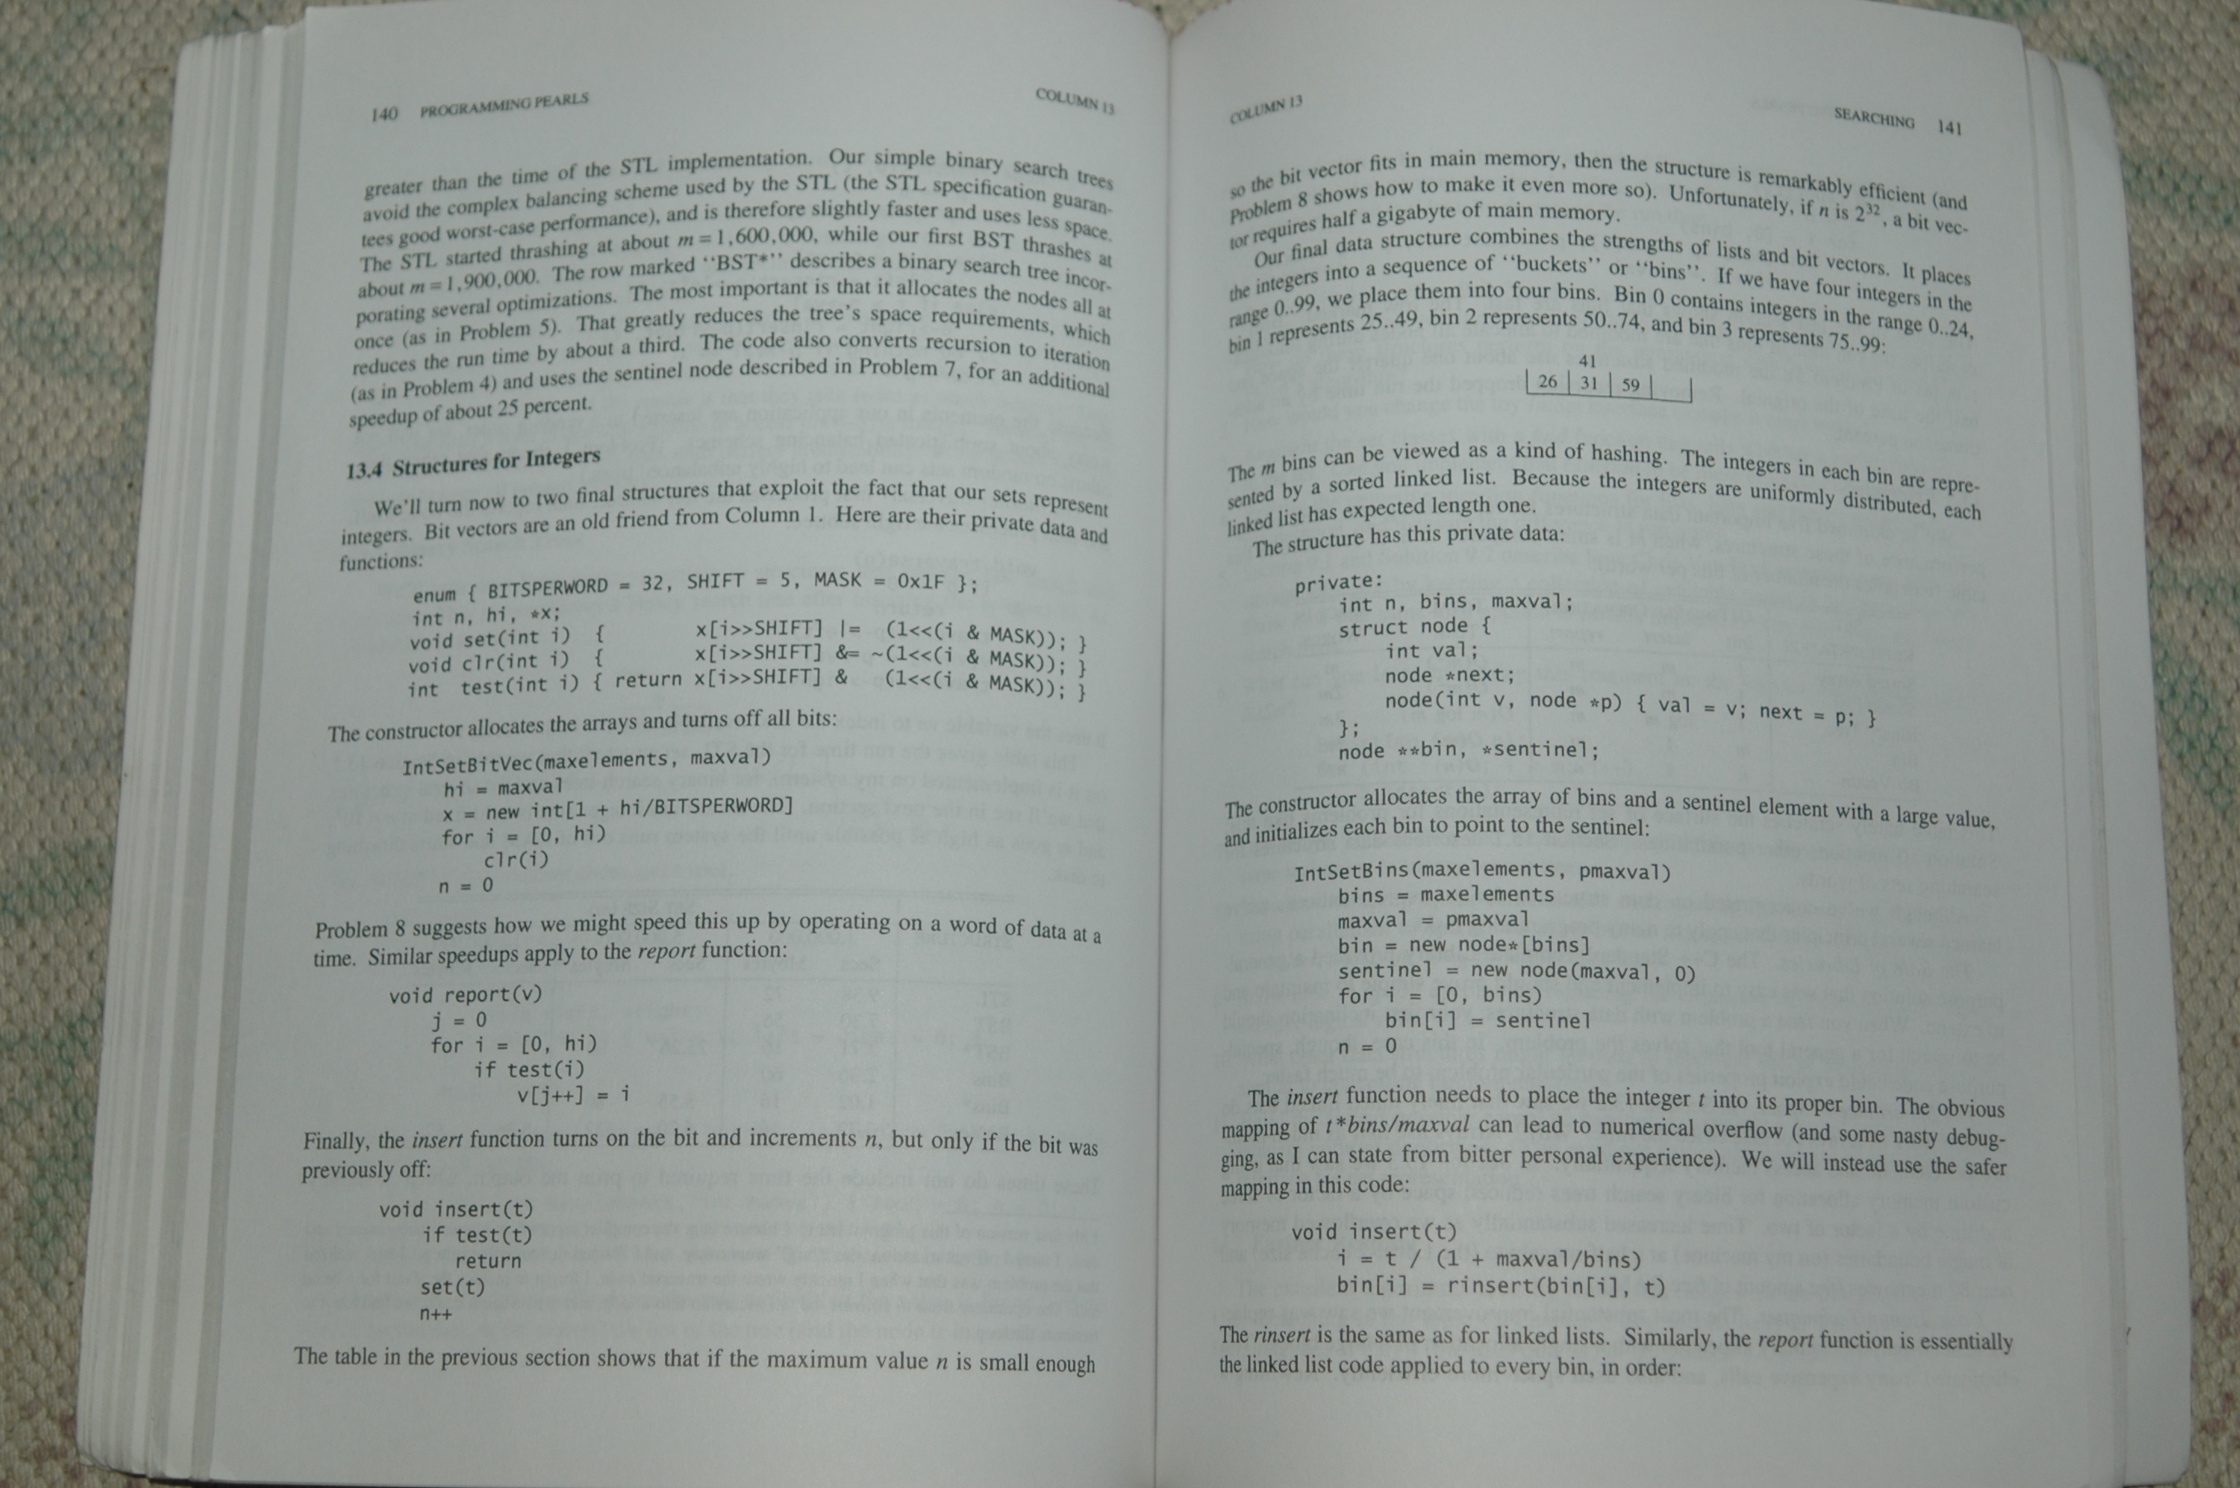 140 PROGRAMMING PEARLS COLUMN 13
greater than the time of the STL implementation. Our simple binary search trees
avoid the complex balancing scheme used by the STL (the STL specification guaran-
tees good worst-case performance), and is therefore slightly faster and uses less space.
The STL started thrashing at about m = 1,600,000, while our first BST thrashes at
about m = 1,900,000. The row marked ‘‘BST*’’ describes a binary search tree incor-
porating several optimizations. The most important is that it allocates the nodes all at
once (as in Problem 5). That greatly reduces the tree's space requirements, which
reduces the run time by about a third. The code also converts recursion to iteration
(as in Problem 4) and uses the sentinel node described in Problem 7, for an additional
speedup of about 25 percent.
13.4 Structures for Integers
We'll turn now to two final structures that exploit the fact that our sets represent
integers. Bit vectors are an old friend from Column 1. Here are their private data and
functions:
enum { BITSPERWORD = 32, SHIFT = 5, MASK = 0x1F };
int n, hi, *x;
void set(int i) { x[i>>SHIFT] |= (1<<(i & MASK)); }
void clr(int i) { x[i>>SHIFT] &= ~(1<<(i & MASK)); }
int test(int i) { return x[i>>SHIFT] & (1<<(i & MASK)); }
The constructor allocates the arrays and turns off all bits:
IntSetBitVec(maxelements, maxval)
hi = maxval
x = new int[1 + hi/BITSPERWORD]
for i = [0, hi)
clr(i)
n = 0
Problem 8 suggests how we might speed this up by operating on a word of data at a
time. Similar speedups apply to the report function:
void report(v)
j = 0
for i = [0, hi)
if test(i)
v[j++] = i
Finally, the insert function turns on the bit and increments n, but only if the bit was
previously off:
void insert(t)
if test(t)
return
set(t)
n++
The table in the previous section shows that if the maximum value n is small enough
COLUMN 13 SEARCHING 141
so the bit vector fits in main memory, then the structure is remarkably efficient (and
Problem 8 shows how to make it even more so). Unfortunately, if n is 2³², a bit vec-
tor requires half a gigabyte of main memory.
Our final data structure combines the strengths of lists and bit vectors. It places
the integers into a sequence of ‘‘buckets’’ or ‘‘bins’’. If we have four integers in the
range 0..99, we place them into four bins. Bin 0 contains integers in the range 0..24,
bin 1 represents 25..49, bin 2 represents 50..74, and bin 3 represents 75..99:
41
26 31 59
The m bins can be viewed as a kind of hashing. The integers in each bin are repre-
sented by a sorted linked list. Because the integers are uniformly distributed, each
linked list has expected length one.
The structure has this private data:
private:
int n, bins, maxval;
struct node {
int val;
node *next;
node(int v, node *p) { val = v; next = p; }
};
node **bin, *sentinel;
The constructor allocates the array of bins and a sentinel element with a large value,
and initializes each bin to point to the sentinel:
IntSetBins(maxelements, pmaxval)
bins = maxelements
maxval = pmaxval
bin = new node*[bins]
sentinel = new node(maxval, 0)
for i = [0, bins)
bin[i] = sentinel
n = 0
The insert function needs to place the integer t into its proper bin. The obvious
mapping of t*bins/maxval can lead to numerical overflow (and some nasty debug-
ging, as I can state from bitter personal experience). We will instead use the safer
mapping in this code:
void insert(t)
i = t / (1 + maxval/bins)
bin[i] = rinsert(bin[i], t)
The rinsert is the same as for linked lists. Similarly, the report function is essentially
the linked list code applied to every bin, in order: